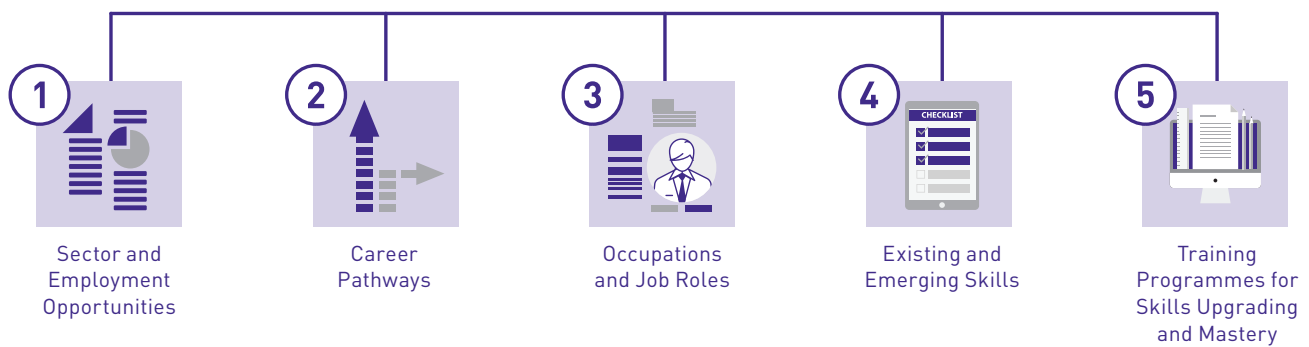 1
Sector and
Employment
Opportunities
2
Career
Pathways
3
Occupations
and Job Roles
4
CHECKLIST
Existing and
Emerging Skills
5
Training
Programmes for
Skills Upgrading
and Mastery